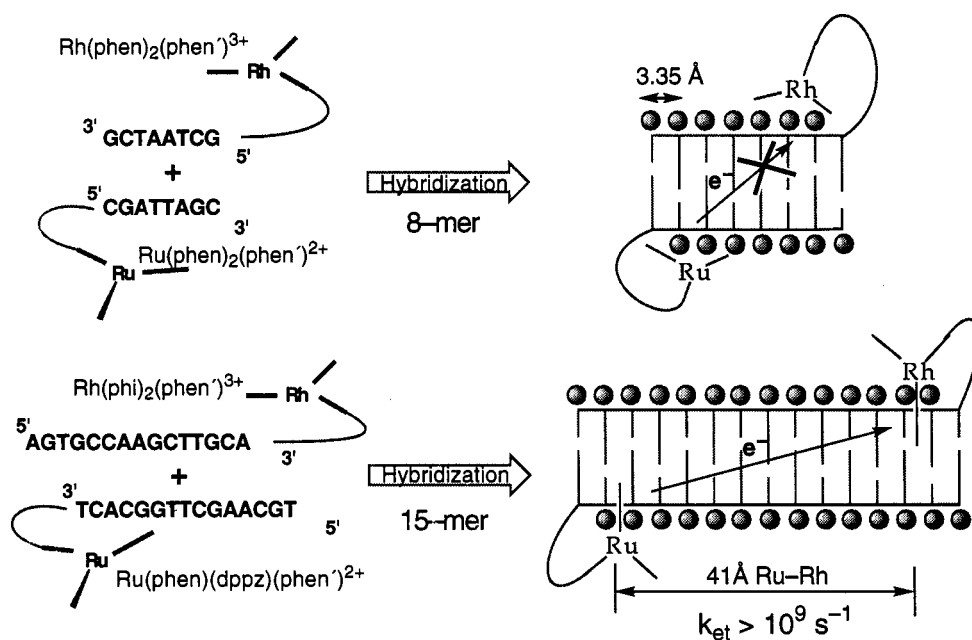 Rh(phen)₂(phen´)³⁺
Rh
3' GCTAATCG 5'
+
5' CGATTAGC 3'
Ru(phen)₂(phen´)²⁺
Ru
Hybridization
8–mer
3.35 Å
Rh
e⁻
Ru
Rh(phi)₂(phen´)³⁺
Rh
5' AGTGCCAAGCTTGCA 3'
+
3' TCACGGTTCGAACGT 5'
Ru
Ru(phen)(dppz)(phen´)²⁺
Hybridization
15–mer
Rh
e⁻
Ru
41Å Ru–Rh
k_et > 10⁹ s⁻¹